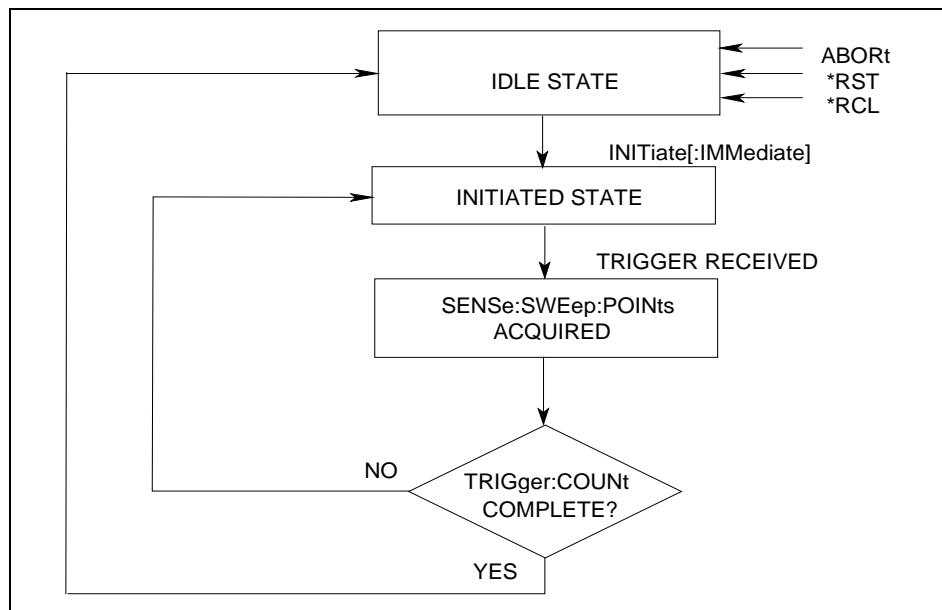 ABORt
IDLE STATE
*RST
*RCL
INITiate[:IMMediate]
INITIATED STATE
TRIGGER RECEIVED
SENSe:SWEep:POINts
ACQUIRED
NO
TRIGger:COUNt
COMPLETE?
YES